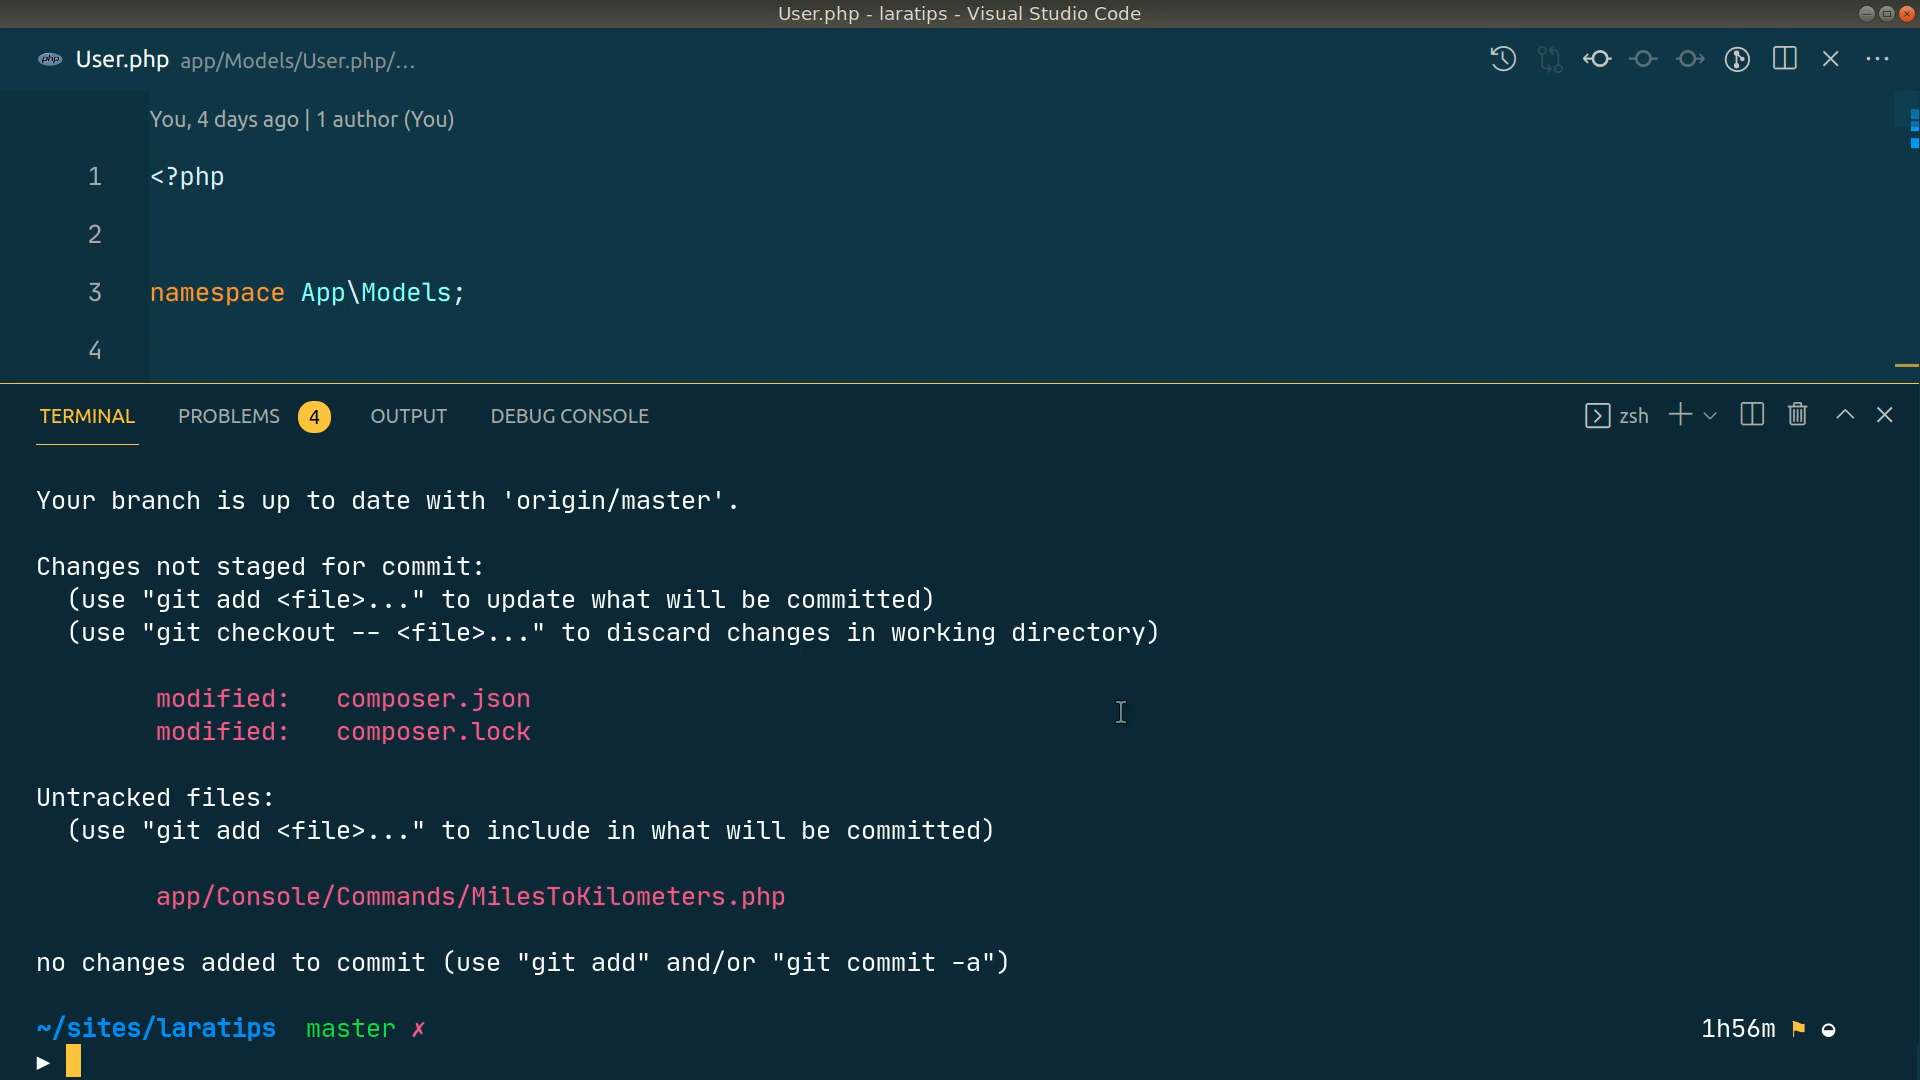 User.php - laratips - Visual Studio Code
php User.php app/Models/User.php/...
You, 4 days ago | 1 author (You)
1 <?php
2
3 namespace App\Models;
4
TERMINAL PROBLEMS 4 OUTPUT DEBUG CONSOLE zsh
Your branch is up to date with 'origin/master'.
Changes not staged for commit:
(use "git add <file>..." to update what will be committed)
(use "git checkout -- <file>..." to discard changes in working directory)
modified: composer.json
modified: composer.lock
Untracked files:
(use "git add <file>..." to include in what will be committed)
app/Console/Commands/MilesToKilometers.php
no changes added to commit (use "git add" and/or "git commit -a")
~/sites/laratips master ✗ 1h56m ⚑ ◒
▶